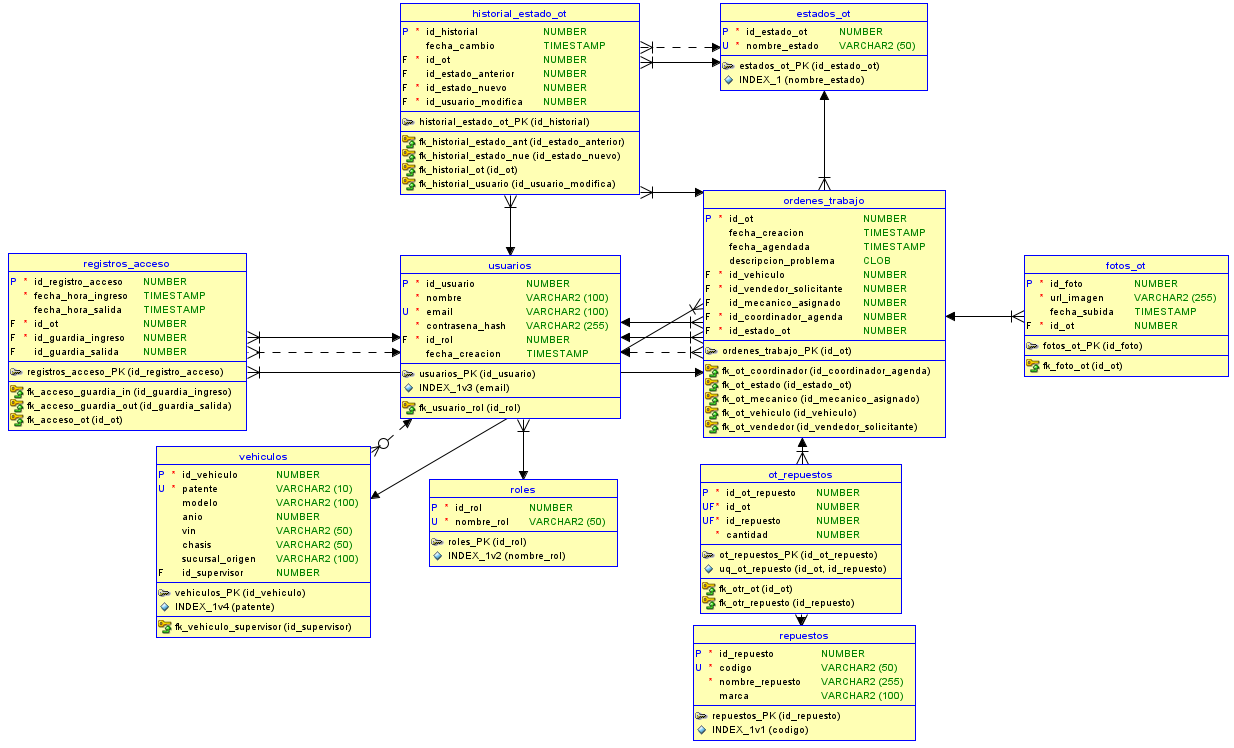 historial_estado_ot
P * id_historial NUMBER
fecha_cambio TIMESTAMP
F * id_ot NUMBER
F id_estado_anterior NUMBER
F * id_estado_nuevo NUMBER
F * id_usuario_modifica NUMBER
historial_estado_ot_PK (id_historial)
fk_historial_estado_ant (id_estado_anterior)
fk_historial_estado_nue (id_estado_nuevo)
fk_historial_ot (id_ot)
fk_historial_usuario (id_usuario_modifica)
estados_ot
P * id_estado_ot NUMBER
U * nombre_estado VARCHAR2 (50)
estados_ot_PK (id_estado_ot)
INDEX_1 (nombre_estado)
ordenes_trabajo
P * id_ot NUMBER
fecha_creacion TIMESTAMP
fecha_agendada TIMESTAMP
descripcion_problema CLOB
F * id_vehiculo NUMBER
F * id_vendedor_solicitante NUMBER
F id_mecanico_asignado NUMBER
F * id_coordinador_agenda NUMBER
F * id_estado_ot NUMBER
ordenes_trabajo_PK (id_ot)
fk_ot_coordinador (id_coordinador_agenda)
fk_ot_estado (id_estado_ot)
fk_ot_mecanico (id_mecanico_asignado)
fk_ot_vehiculo (id_vehiculo)
fk_ot_vendedor (id_vendedor_solicitante)
registros_acceso
P * id_registro_acceso NUMBER
* fecha_hora_ingreso TIMESTAMP
fecha_hora_salida TIMESTAMP
F * id_ot NUMBER
F * id_guardia_ingreso NUMBER
F id_guardia_salida NUMBER
registros_acceso_PK (id_registro_acceso)
fk_acceso_guardia_in (id_guardia_ingreso)
fk_acceso_guardia_out (id_guardia_salida)
fk_acceso_ot (id_ot)
usuarios
P * id_usuario NUMBER
* nombre VARCHAR2 (100)
U * email VARCHAR2 (100)
* contrasena_hash VARCHAR2 (255)
F * id_rol NUMBER
fecha_creacion TIMESTAMP
usuarios_PK (id_usuario)
INDEX_1v3 (email)
fk_usuario_rol (id_rol)
fotos_ot
P * id_foto NUMBER
* url_imagen VARCHAR2 (255)
fecha_subida TIMESTAMP
F * id_ot NUMBER
fotos_ot_PK (id_foto)
fk_foto_ot (id_ot)
vehiculos
P * id_vehiculo NUMBER
U * patente VARCHAR2 (10)
modelo VARCHAR2 (100)
anio NUMBER
vin VARCHAR2 (50)
chasis VARCHAR2 (50)
sucursal_origen VARCHAR2 (100)
F id_supervisor NUMBER
vehiculos_PK (id_vehiculo)
INDEX_1v4 (patente)
fk_vehiculo_supervisor (id_supervisor)
roles
P * id_rol NUMBER
U * nombre_rol VARCHAR2 (50)
roles_PK (id_rol)
INDEX_1v2 (nombre_rol)
ot_repuestos
P * id_ot_repuesto NUMBER
UF* id_ot NUMBER
UF* id_repuesto NUMBER
* cantidad NUMBER
ot_repuestos_PK (id_ot_repuesto)
uq_ot_repuesto (id_ot, id_repuesto)
fk_otr_ot (id_ot)
fk_otr_repuesto (id_repuesto)
repuestos
P * id_repuesto NUMBER
U * codigo VARCHAR2 (50)
* nombre_repuesto VARCHAR2 (255)
marca VARCHAR2 (100)
repuestos_PK (id_repuesto)
INDEX_1v1 (codigo)